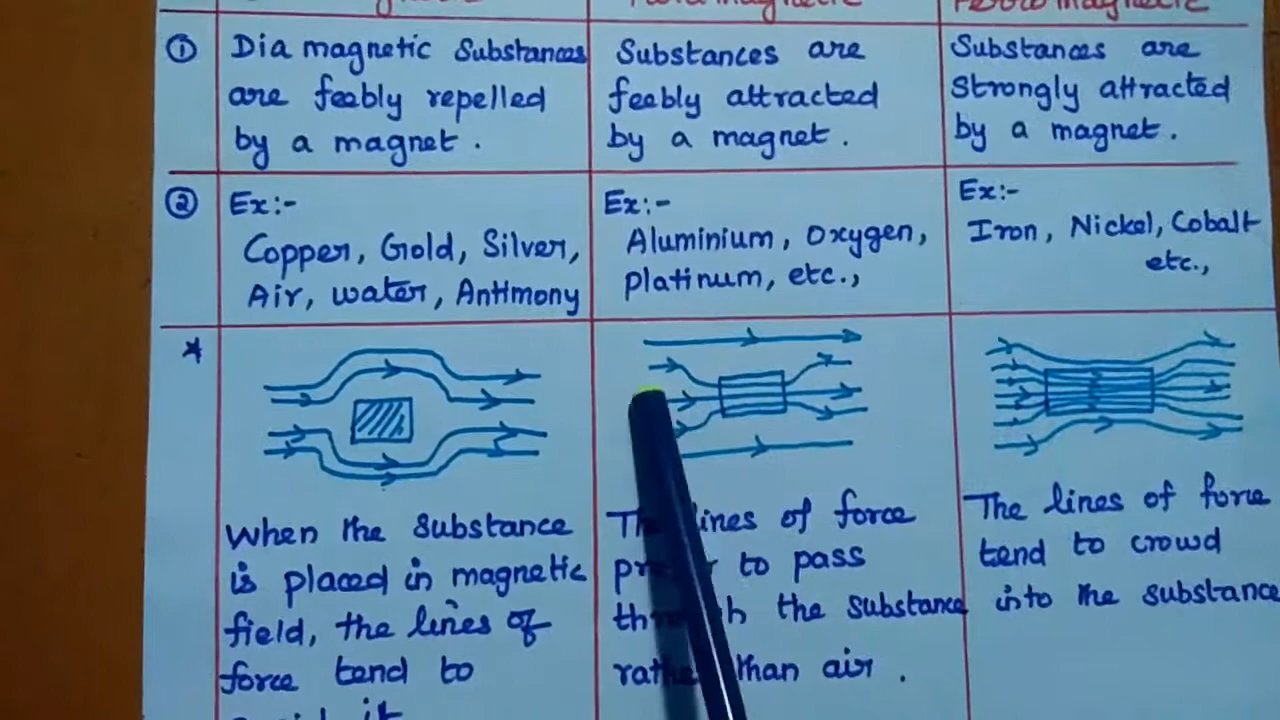 Ferro magnetic
① Dia magnetic Substances
are feebly repelled
by a magnet.
Substances are
feebly attracted
by a magnet.
Substances are
Strongly attracted
by a magnet.
② Ex:-
Copper, Gold, Silver,
Air, water, Antimony
Ex:-
Aluminium, Oxygen,
Platinum, etc.,
Ex:-
Iron, Nickel, Cobalt
etc.,
When the substance
is placed in magnetic
field, the lines of
force tend to
The lines of force
to pass
the substance
than air.
The lines of force
tend to crowd
into the substance